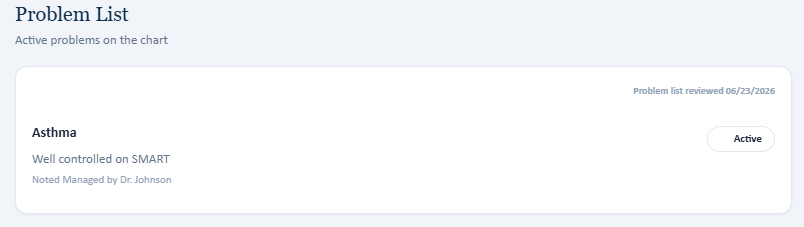 Problem List
Active problems on the chart
Problem list reviewed 06/23/2026
Asthma
Active
Well controlled on SMART
Noted Managed by Dr. Johnson